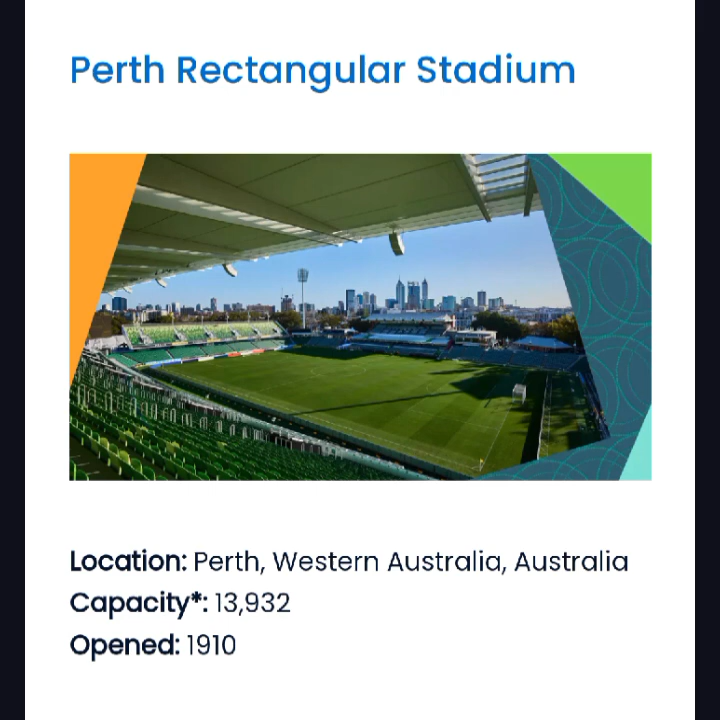 Perth Rectangular Stadium
Location: Perth, Western Australia, Australia
Capacity*: 13,932
Opened: 1910